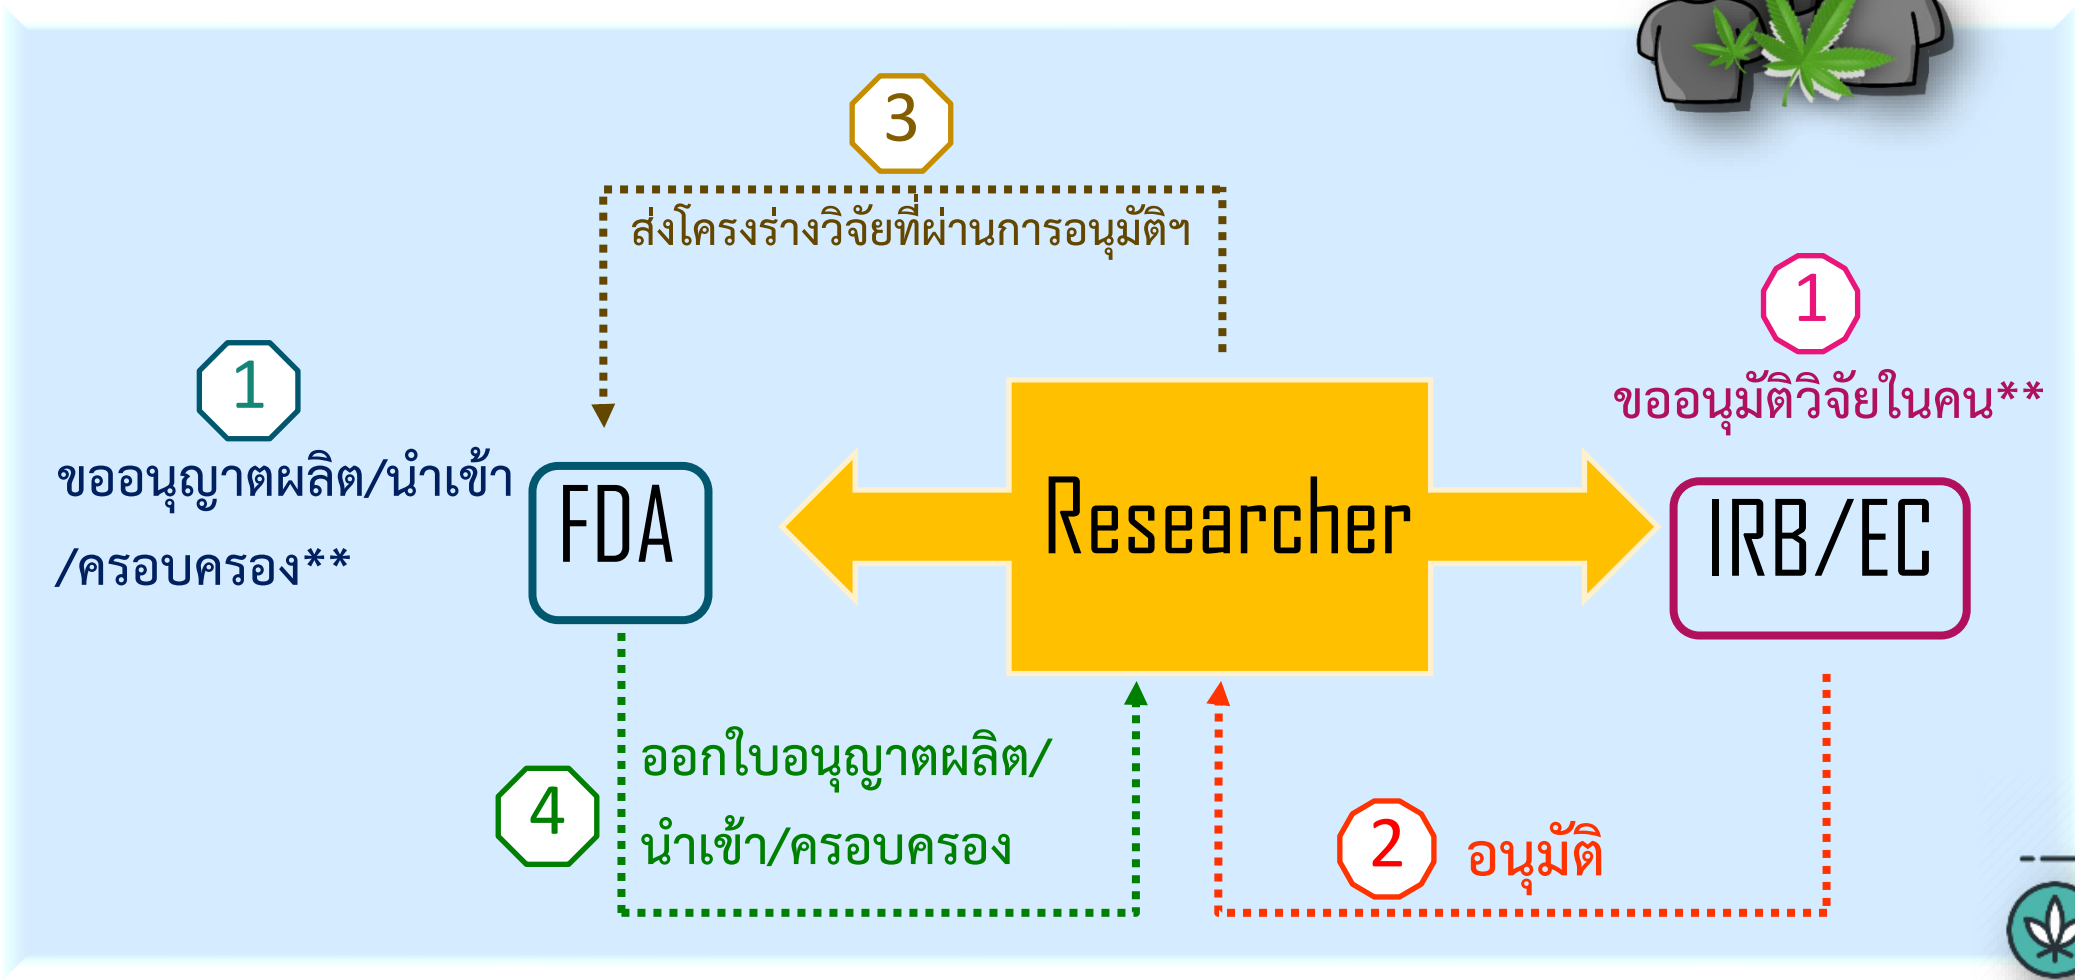 3
ส่งโครงร่างวิจัยที่ผ่านการอนุมัติฯ
1
ขออนุญาตผลิต/นำเข้า
/ครอบครอง**
FDA
Researcher
1
ขออนุมัติวิจัยในคน**
IRB/EC
4
ออกใบอนุญาตผลิต/
นำเข้า/ครอบครอง
2
อนุมัติ